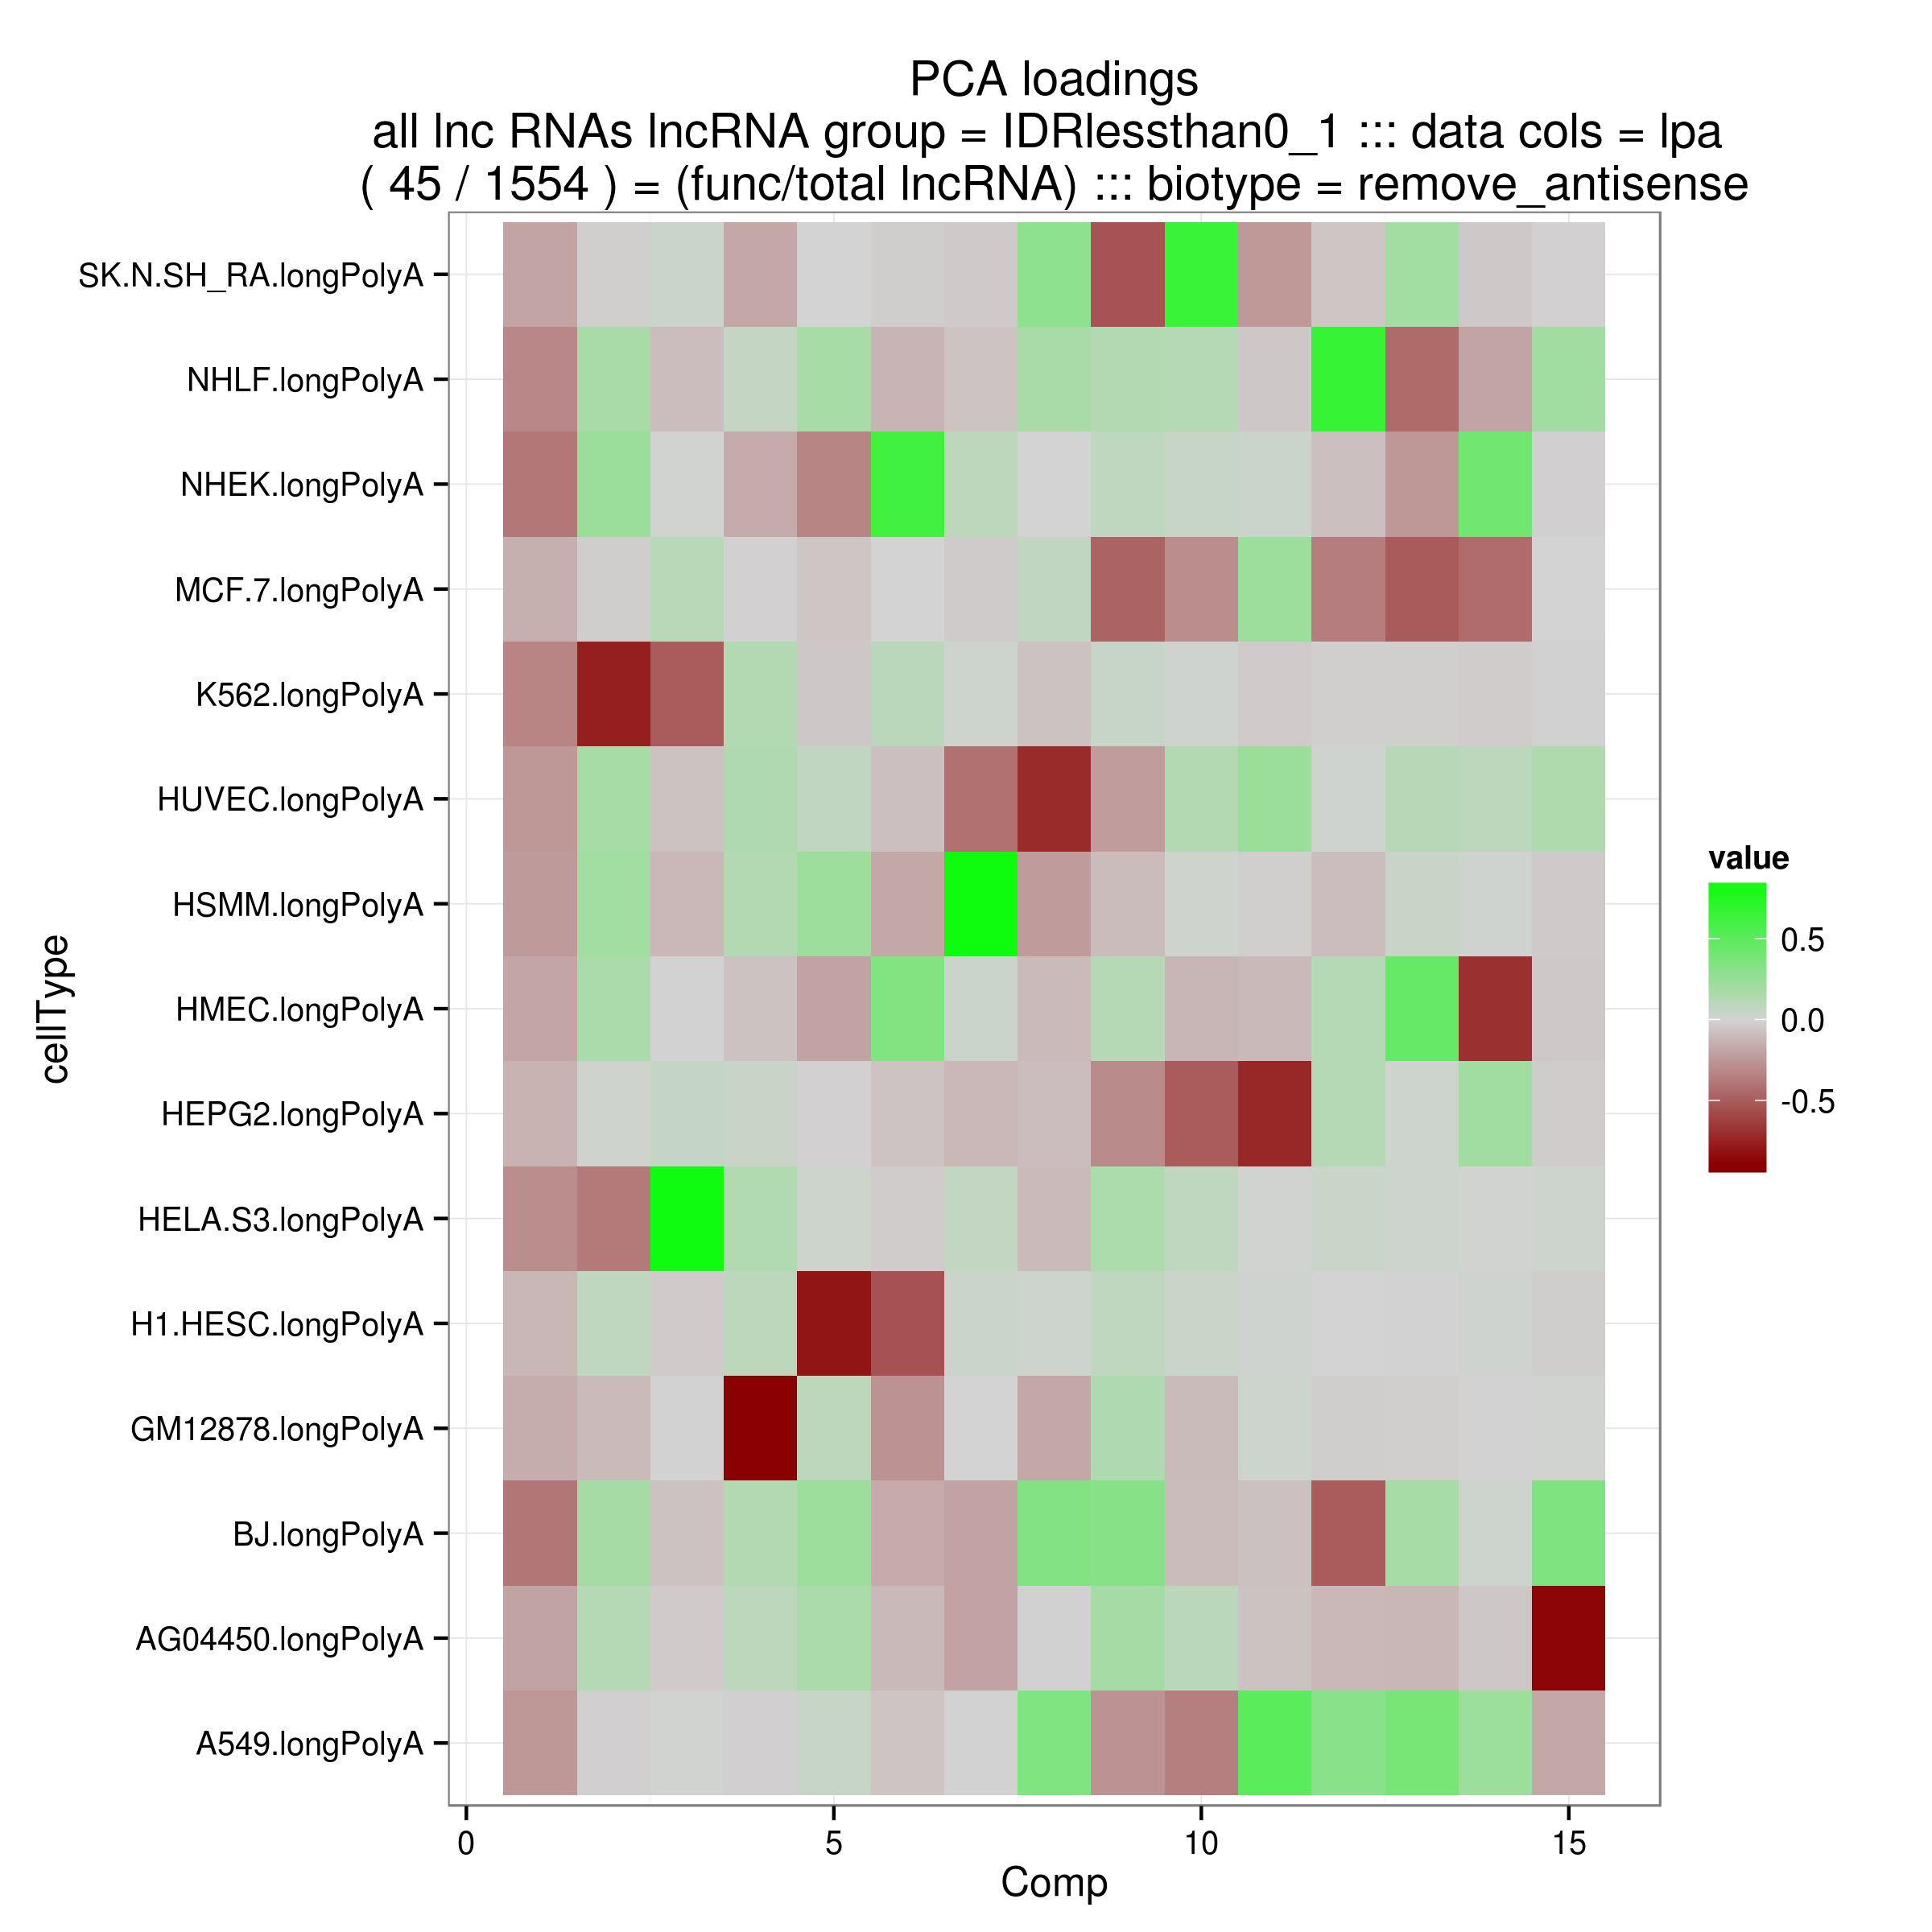 PCA loadings
all lnc RNAs lncRNA group = IDRlessthan0_1 ::: data cols = lpa
( 45 / 1554 ) = (func/total lncRNA) ::: biotype = remove_antisense
cellType
SK.N.SH_RA.longPolyA
NHLF.longPolyA
NHEK.longPolyA
MCF.7.longPolyA
K562.longPolyA
HUVEC.longPolyA
HSMM.longPolyA
HMEC.longPolyA
HEPG2.longPolyA
HELA.S3.longPolyA
H1.HESC.longPolyA
GM12878.longPolyA
BJ.longPolyA
AG04450.longPolyA
A549.longPolyA
0 5 10 15
Comp
value
0.5
0.0
-0.5